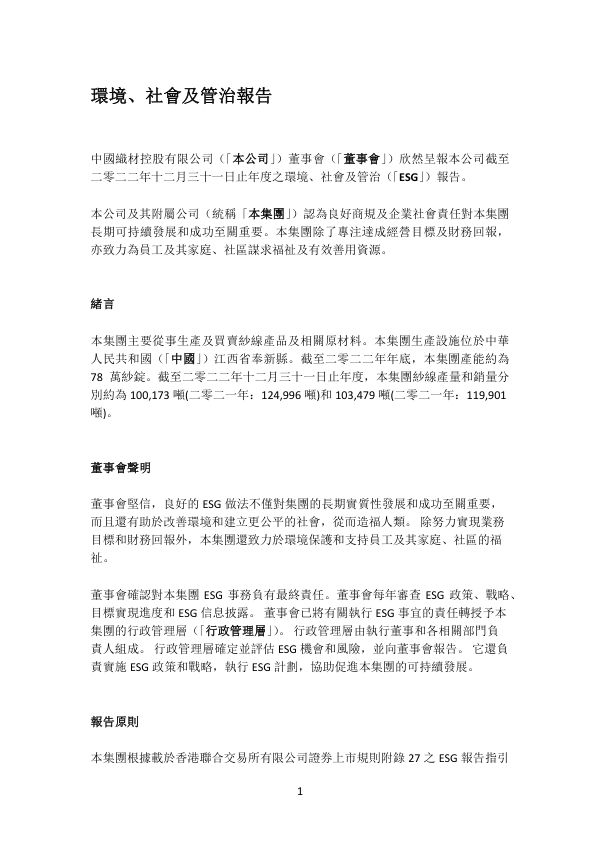 環境、社會及管治報告
中國織材控股有限公司（「本公司」）董事會（「董事會」）欣然呈報本公司截至
二零二二年十二月三十一日止年度之環境、社會及管治（「ESG」）報告。
本公司及其附屬公司（統稱「本集團」）認為良好商規及企業社會責任對本集團
長期可持續發展和成功至關重要。本集團除了專注達成經營目標及財務回報，
亦致力為員工及其家庭、社區謀求福祉及有效善用資源。
緒言
本集團主要從事生產及買賣紗線產品及相關原材料。本集團生產設施位於中華
人民共和國（「中國」）江西省奉新縣。截至二零二二年年底，本集團產能約為
78 萬紗錠。截至二零二二年十二月三十一日止年度，本集團紗線產量和銷量分
別約為 100,173 噸(二零二一年：124,996 噸)和 103,479 噸(二零二一年：119,901
噸)。
董事會聲明
董事會堅信，良好的 ESG 做法不僅對集團的長期實質性發展和成功至關重要，
而且還有助於改善環境和建立更公平的社會，從而造福人類。 除努力實現業務
目標和財務回報外，本集團還致力於環境保護和支持員工及其家庭、社區的福
祉。
董事會確認對本集團 ESG 事務負有最終責任。董事會每年審查 ESG 政策、戰略、
目標實現進度和 ESG 信息披露。 董事會已將有關執行 ESG 事宜的責任轉授予本
集團的行政管理層（「行政管理層」）。 行政管理層由執行董事和各相關部門負
責人組成。 行政管理層確定並評估 ESG 機會和風險，並向董事會報告。 它還負
責實施 ESG 政策和戰略，執行 ESG 計劃，協助促進本集團的可持續發展。
報告原則
本集團根據載於香港聯合交易所有限公司證券上市規則附錄 27 之 ESG 報告指引
1